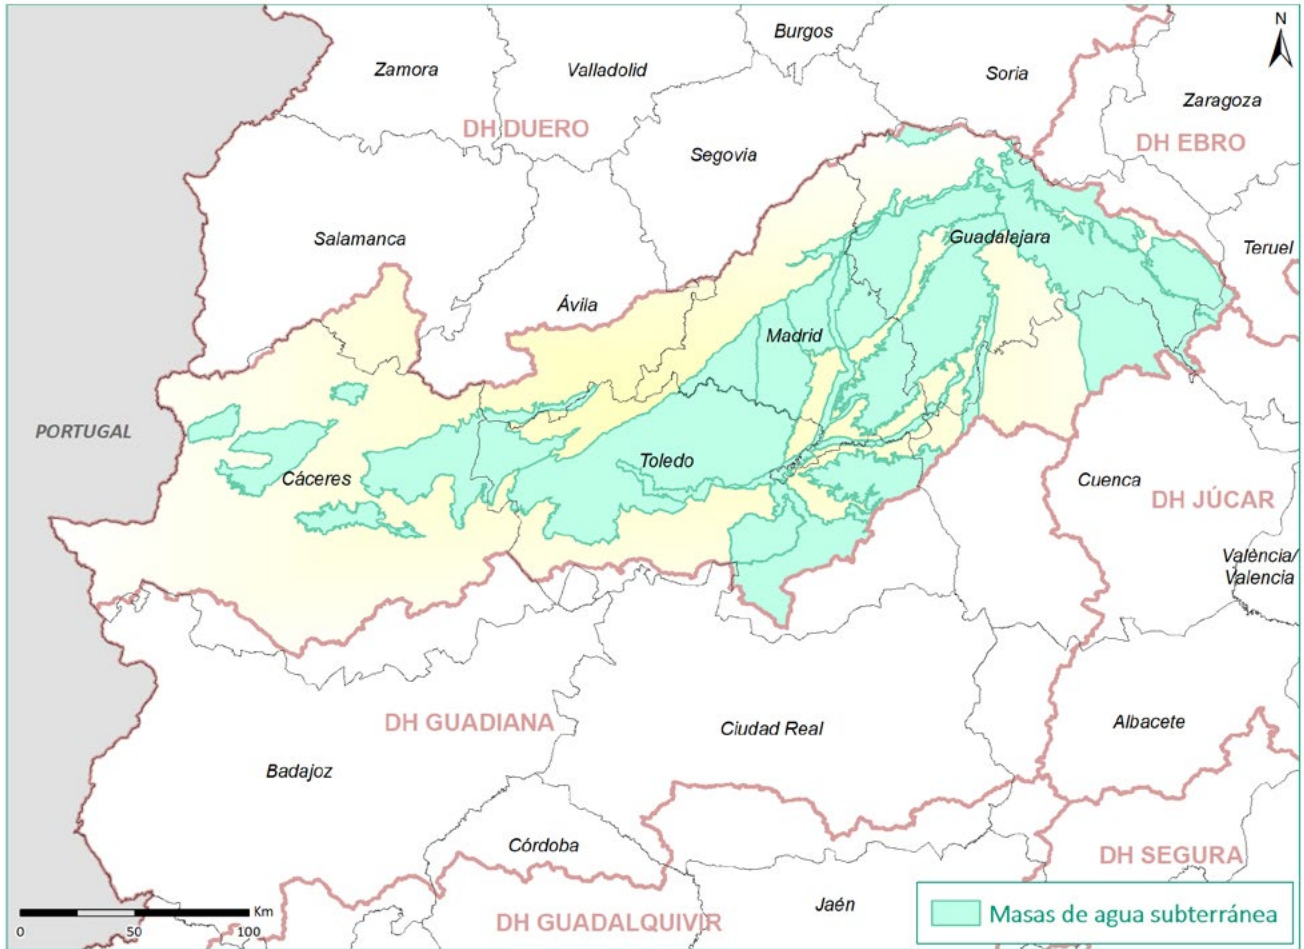 Burgos
N
Zamora
Valladolid
Soria
Zaragoza
DH DUERO
DH EBRO
Segovia
Salamanca
Guadalajara
Teruel
Ávila
Madrid
PORTUGAL
Toledo
Cáceres
Cuenca
DH JÚCAR
València/
Valencia
DH GUADIANA
Ciudad Real
Albacete
Badajoz
Córdoba
DH SEGURA
Jaén
DH GUADALQUIVIR
Km
0 50 100
Masas de agua subterránea